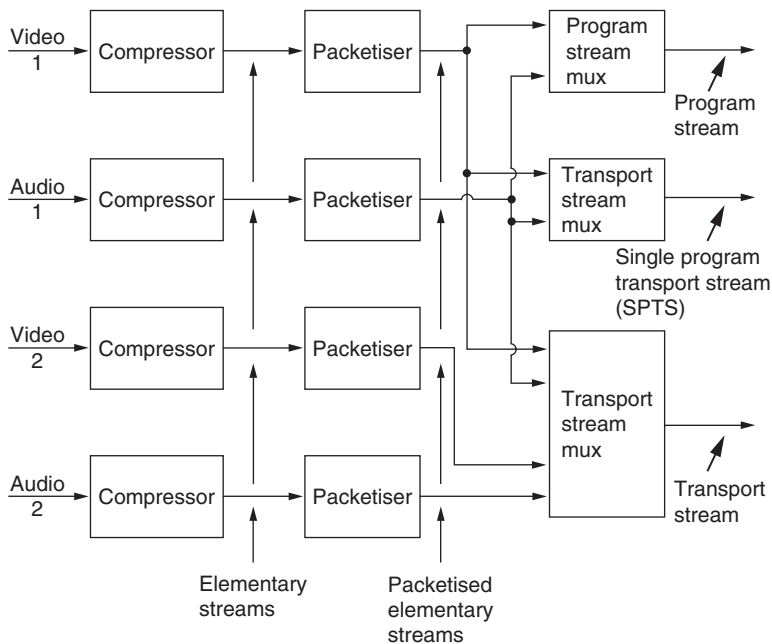 Video
1
Compressor
Packetiser
Program
stream
mux
Program
stream
Audio
1
Compressor
Packetiser
Transport
stream
mux
Single program
transport stream
(SPTS)
Video
2
Compressor
Packetiser
Transport
stream
mux
Audio
2
Compressor
Packetiser
Transport
stream
Elementary
streams
Packetised
elementary
streams